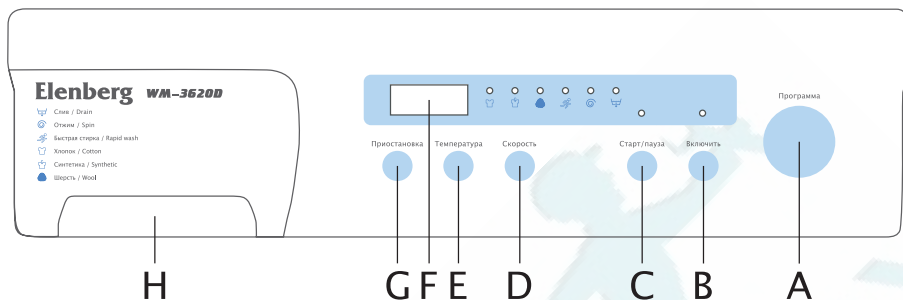 Elenberg WM-3620D
Слив / Drain
Отжим / Spin
Быстрая стирка / Rapid wash
Хлопок / Cotton
Синтетика / Synthetic
Шерсть / Wool
Программа
Приостановка Температура Скорость Старт/пауза Включить
H G F E D C B A